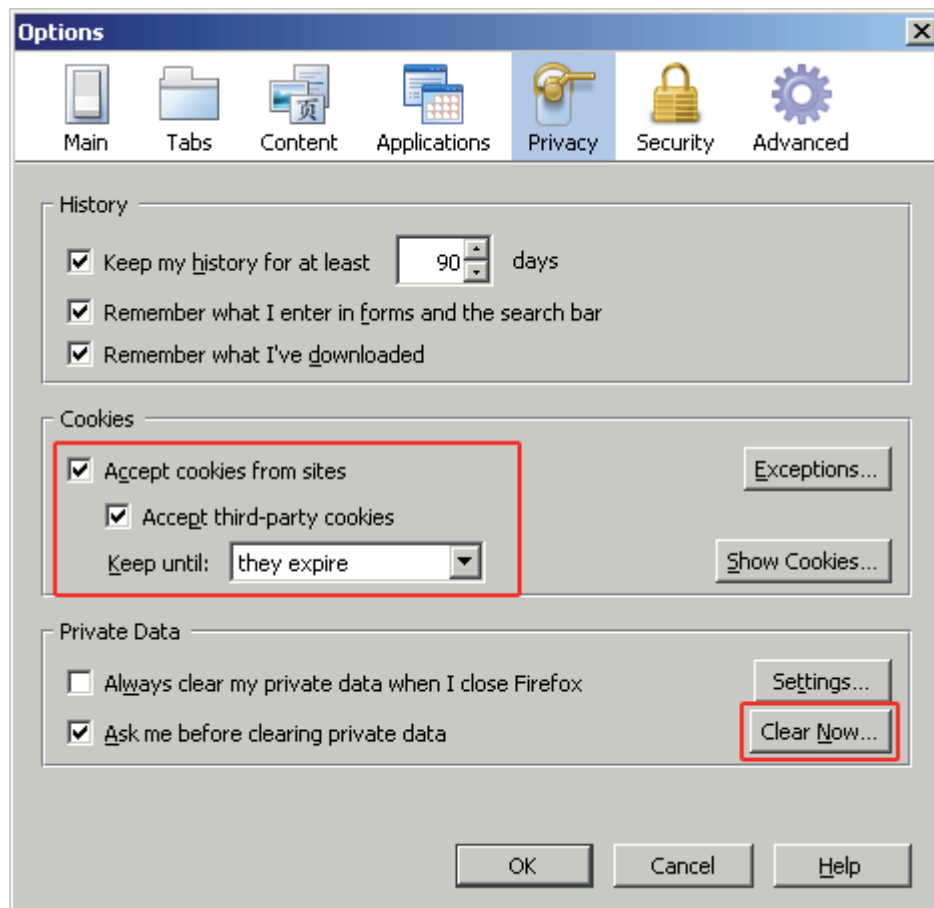 Options
Main Tabs Content Applications Privacy Security Advanced
页
History
Keep my history for at least 90 days
Remember what I enter in forms and the search bar
Remember what I've downloaded
Cookies
Accept cookies from sites Exceptions...
Accept third-party cookies
Keep until: they expire Show Cookies...
Private Data
Always clear my private data when I close Firefox Settings...
Ask me before clearing private data Clear Now...
OK Cancel Help